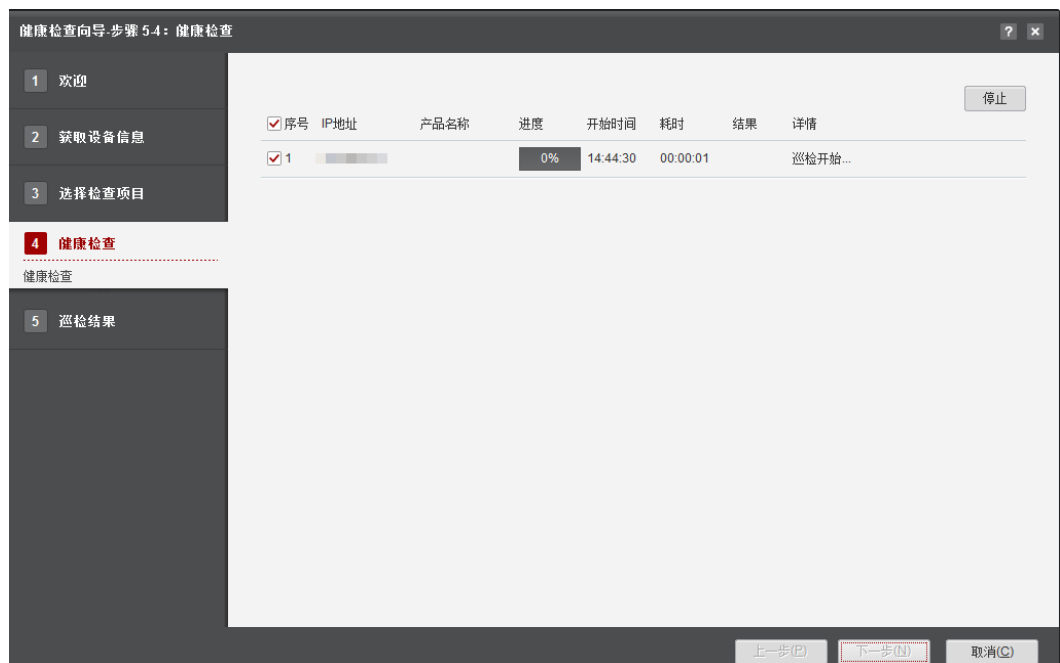 健康检查向导-步骤 5-4：健康检查
? ×
1 欢迎
2 获取设备信息
3 选择检查项目
4 健康检查
健康检查
5 巡检结果
停止
序号 IP地址 产品名称 进度 开始时间 耗时 结果 详情
1 0% 14:44:30 00:00:01 巡检开始...
上一步(P) 下一步(N) 取消(C)